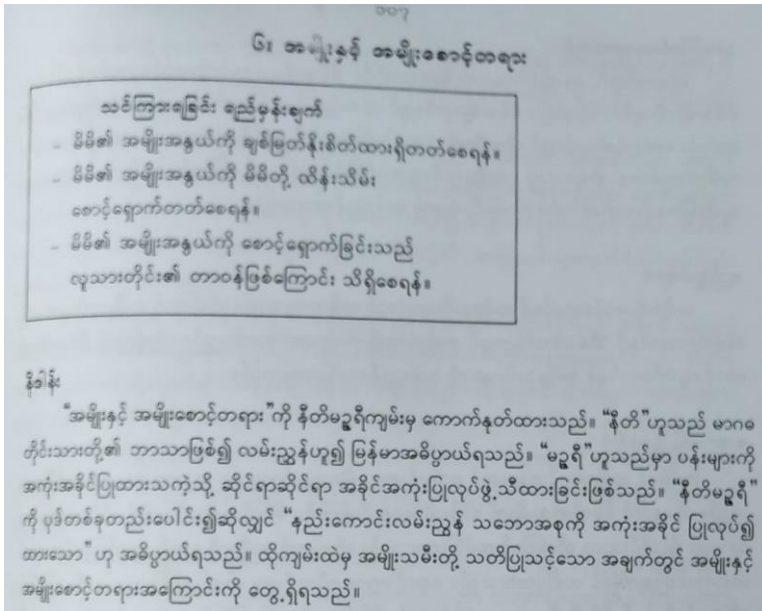 ၁၀၇
၆။ အမျိုးနှင့် အမျိုးစောင့်တရား
သင်ကြားရခြင်း ရည်မှန်းချက်
- မိမိ၏ အမျိုးအနွယ်ကို ချစ်မြတ်နိုးစိတ်ထားရှိတတ်စေရန်။
- မိမိ၏ အမျိုးအနွယ်ကို မိမိတို့ ထိန်းသိမ်း
စောင့်ရှောက်တတ်စေရန်။
- မိမိ၏ အမျိုးအနွယ်ကို စောင့်ရှောက်ခြင်းသည်
လူသားတိုင်း၏ တာဝန်ဖြစ်ကြောင်း သိရှိစေရန်။
နိဒါန်း
“အမျိုးနှင့် အမျိုးစောင့်တရား”ကို နီတိမဉ္ဇရီကျမ်းမှ ကောက်နုတ်ထားသည်။ “နီတိ”ဟူသည် မာဂဓ
တိုင်းသားတို့၏ ဘာသာဖြစ်၍ လမ်းညွှန်ဟူ၍ မြန်မာအဓိပ္ပာယ်ရသည်။ “မဉ္ဇရီ”ဟူသည်မှာ ပန်းများကို
အကုံးအခိုင်ပြုထားသကဲ့သို့ ဆိုင်ရာဆိုင်ရာ အခိုင်အကုံးပြုလုပ်ဖွဲ့သီထားခြင်းဖြစ်သည်။ “နီတိမဉ္ဇရီ”
ကို ပုဒ်တစ်ခုတည်းပေါင်း၍ဆိုလျှင် “နည်းကောင်းလမ်းညွှန် သဘောအစုကို အကုံးအခိုင် ပြုလုပ်၍
ထားသော” ဟု အဓိပ္ပာယ်ရသည်။ ထိုကျမ်းထဲမှ အမျိုးသမီးတို့ သတိပြုသင့်သော အချက်တွင် အမျိုးနှင့်
အမျိုးစောင့်တရားအကြောင်းကို တွေ့ရှိရသည်။